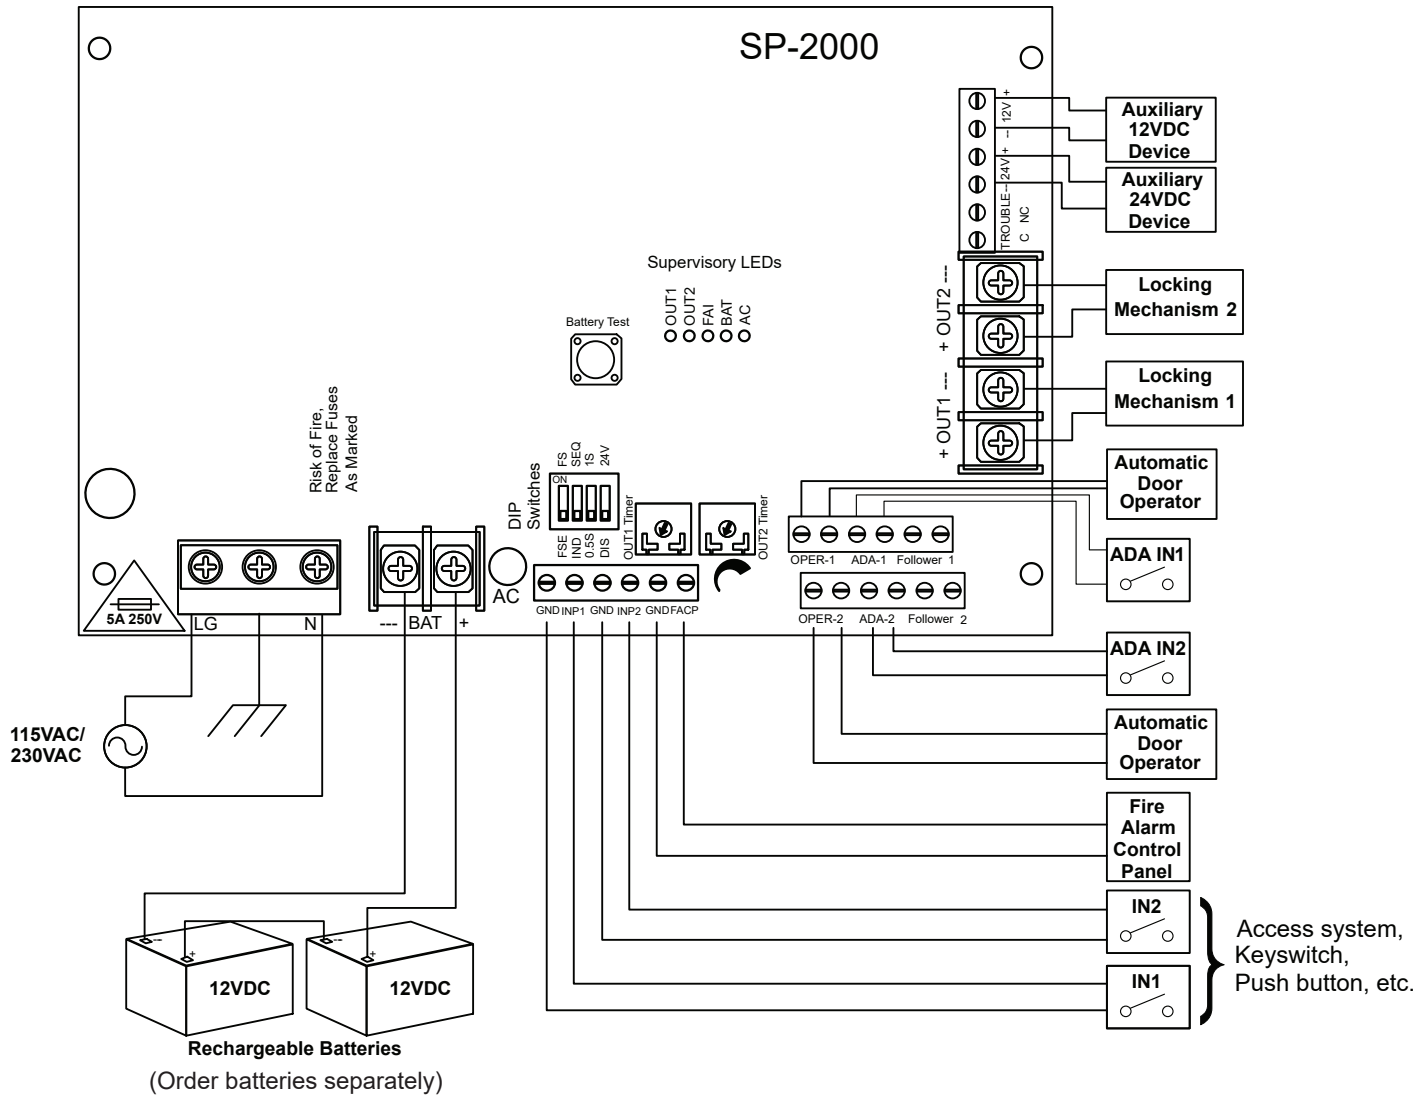 SP-2000
12V
+
--
24V
+
--
TROUBLE
C NC
Auxiliary
12VDC
Device
Auxiliary
24VDC
Device
Supervisory LEDs
OUT1
OUT2
FAI
BAT
AC
Battery Test
+ OUT2 ---
Locking
Mechanism 2
+ OUT1 ---
Locking
Mechanism 1
Risk of Fire,
Replace Fuses
As Marked
DIP
Switches
FS
SEQ
1S
24V
ON
FSE
IND
0.5S
DIS
OUT1 Timer
OUT2 Timer
Automatic
Door
Operator
OPER-1 ADA-1 Follower 1
ADA IN1
5A 250V
LG
N
--- BAT +
AC
GND INP1 GND INP2 GND FACP
OPER-2 ADA-2 Follower 2
ADA IN2
115VAC/
230VAC
Automatic
Door
Operator
Fire
Alarm
Control
Panel
IN2
IN1
Access system,
Keyswitch,
Push button, etc.
--
+
--
+
12VDC
12VDC
Rechargeable Batteries
(Order batteries separately)